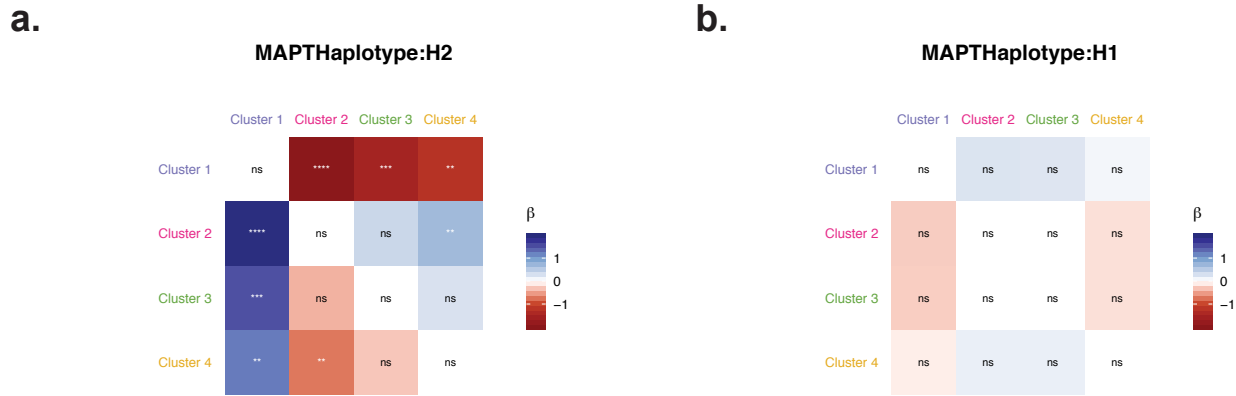 a.
MAPTHaplotype:H2
Cluster 1 Cluster 2 Cluster 3 Cluster 4
Cluster 1 ns **** *** **
Cluster 2 **** ns ns **
Cluster 3 *** ns ns ns
Cluster 4 ** ** ns ns
β
1
0
−1
b.
MAPTHaplotype:H1
Cluster 1 Cluster 2 Cluster 3 Cluster 4
Cluster 1 ns ns ns ns
Cluster 2 ns ns ns ns
Cluster 3 ns ns ns ns
Cluster 4 ns ns ns ns
β
1
0
−1